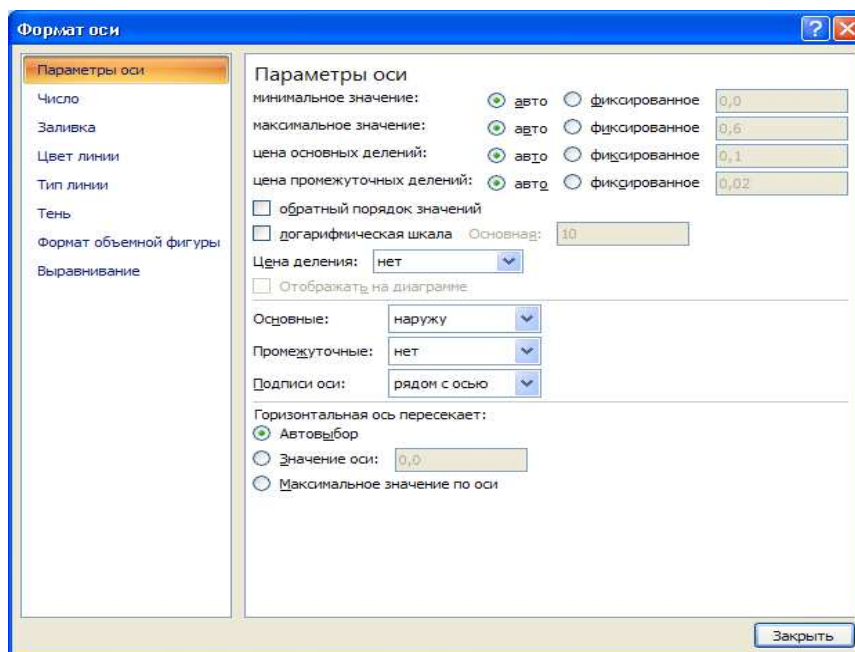 Формат оси
Параметры оси
Число
Заливка
Цвет линии
Тип линии
Тень
Формат объемной фигуры
Выравнивание
Параметры оси
минимальное значение: авто фиксированное 0,0
максимальное значение: авто фиксированное 0,6
цена основных делений: авто фиксированное 0,1
цена промежуточных делений: авто фиксированное 0,02
обратный порядок значений
логарифмическая шкала Основная: 10
Цена деления: нет
Отображать на диаграмме
Основные: наружу
Промежуточные: нет
Подписи оси: рядом с осью
Горизонтальная ось пересекает:
Автовыбор
Значение оси: 0,0
Максимальное значение по оси
Закрыть